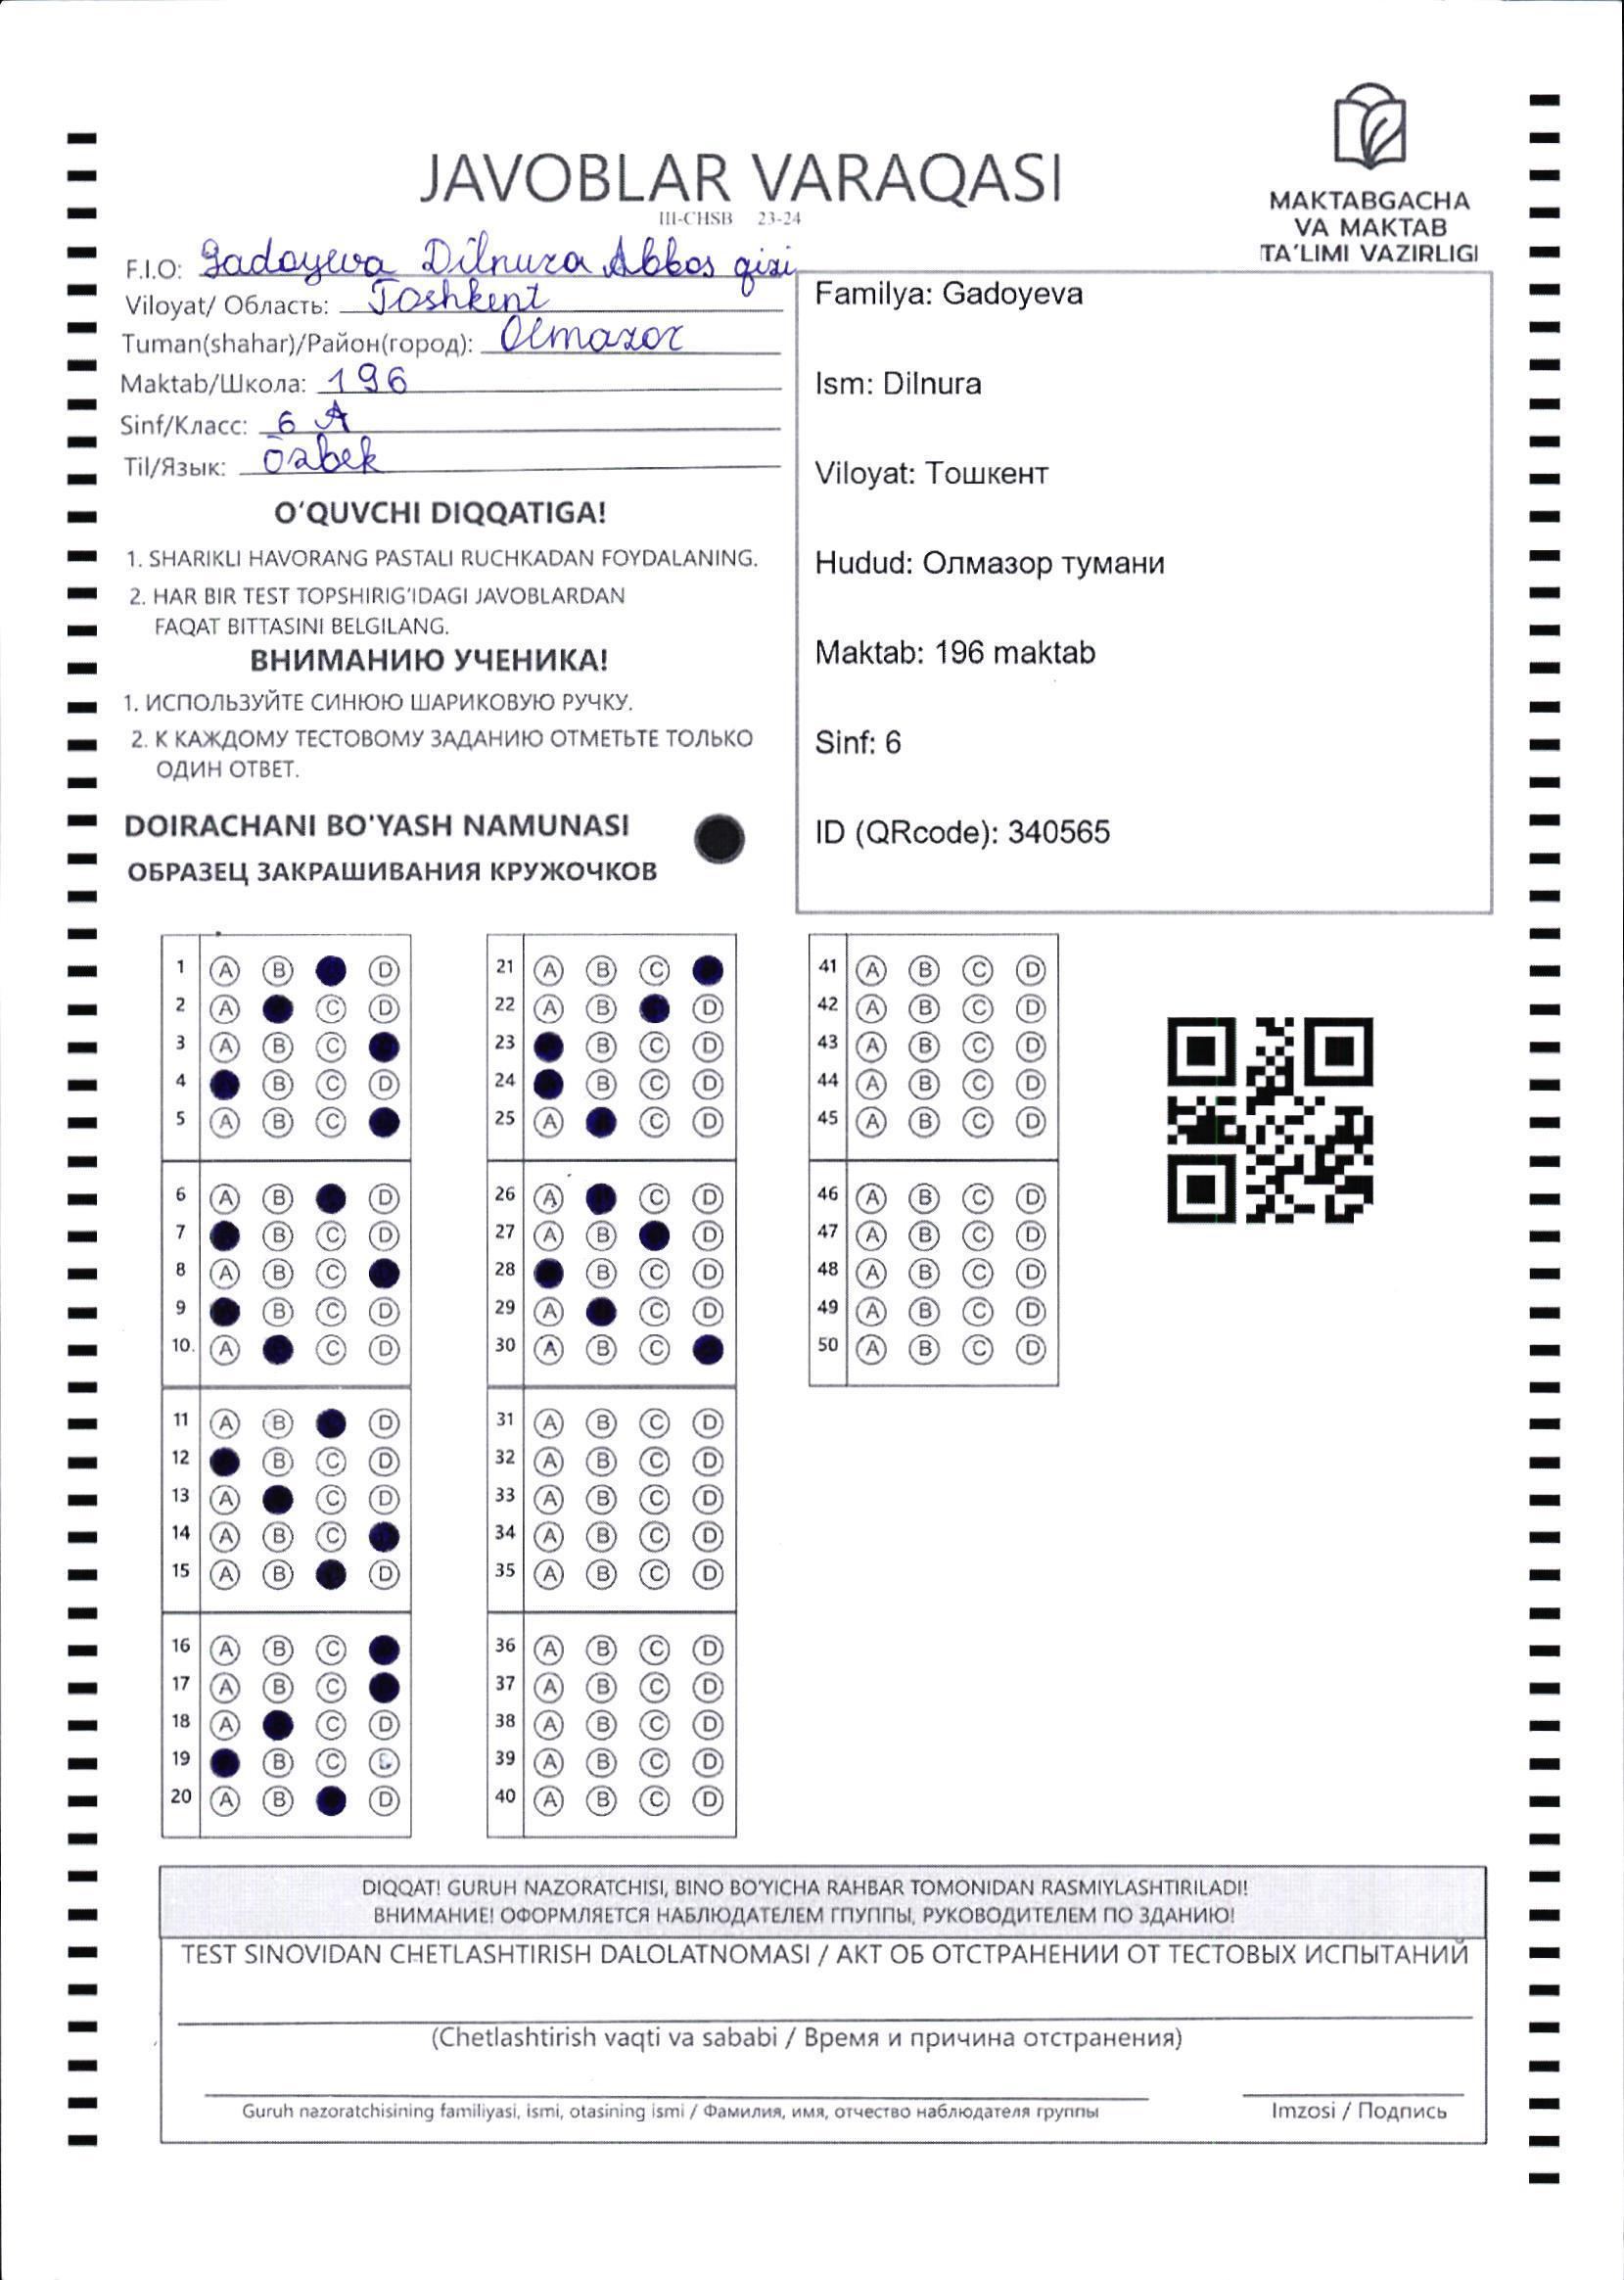 JAVOBLAR VARAQASI
III-CHSB 23-24
MAKTABGACHA
VA MAKTAB
TA'LIMI VAZIRLIGI
F.I.O: Gadoyeva Dilnura Abbos qizi
Viloyat/ Область: Toshkent
Tuman(shahar)/Район(город): Olmazor
Maktab/Школа: 196
Sinf/Класс: 6 A
Til/Язык: Ozbek
O'QUVCHI DIQQATIGA!
1. SHARIKLI HAVORANG PASTALI RUCHKADAN FOYDALANING.
2. HAR BIR TEST TOPSHIRIG'IDAGI JAVOBLARDAN
FAQAT BITTASINI BELGILANG.
ВНИМАНИЮ УЧЕНИКА!
1. ИСПОЛЬЗУЙТЕ СИНЮЮ ШАРИКОВУЮ РУЧКУ.
2. К КАЖДОМУ ТЕСТОВОМУ ЗАДАНИЮ ОТМЕТЬТЕ ТОЛЬКО
ОДИН ОТВЕТ.
DOIRACHANI BO'YASH NAMUNASI
ОБРАЗЕЦ ЗАКРАШИВАНИЯ КРУЖОЧКОВ
Familya: Gadoyeva
Ism: Dilnura
Viloyat: Тошкент
Hudud: Олмазор тумани
Maktab: 196 maktab
Sinf: 6
ID (QRcode): 340565
1 A B D
2 A C D
3 A B C
4 B C D
5 A B C
6 A B D
7 B C D
8 A B C
9 B C D
10. A C D
11 A B D
12 B C D
13 A C D
14 A B C
15 A B D
16 A B C
17 A B C
18 A C D
19 B C
20 A B D
21 A B C
22 A B D
23 B C D
24 B C D
25 A C D
26 A C D
27 A B D
28 B C D
29 A C D
30 A B C
31 A B C D
32 A B C D
33 A B C D
34 A B C D
35 A B C D
36 A B C D
37 A B C D
38 A B C D
39 A B C D
40 A B C D
41 A B C D
42 A B C D
43 A B C D
44 A B C D
45 A B C D
46 A B C D
47 A B C D
48 A B C D
49 A B C D
50 A B C D
DIQQAT! GURUH NAZORATCHISI, BINO BO'YICHA RAHBAR TOMONIDAN RASMIYLASHTIRILADI!
ВНИМАНИЕ! ОФОРМЛЯЕТСЯ НАБЛЮДАТЕЛЕМ ГПУППЫ, РУКОВОДИТЕЛЕМ ПО ЗДАНИЮ!
TEST SINOVIDAN CHETLASHTIRISH DALOLATNOMASI / АКТ ОБ ОТСТРАНЕНИИ ОТ ТЕСТОВЫХ ИСПЫТАНИЙ
(Chetlashtirish vaqti va sababi / Время и причина отстранения)
Guruh nazoratchisining familiyasi, ismi, otasining ismi / Фамилия, имя, отчество наблюдателя группы
Imzosi / Подпись